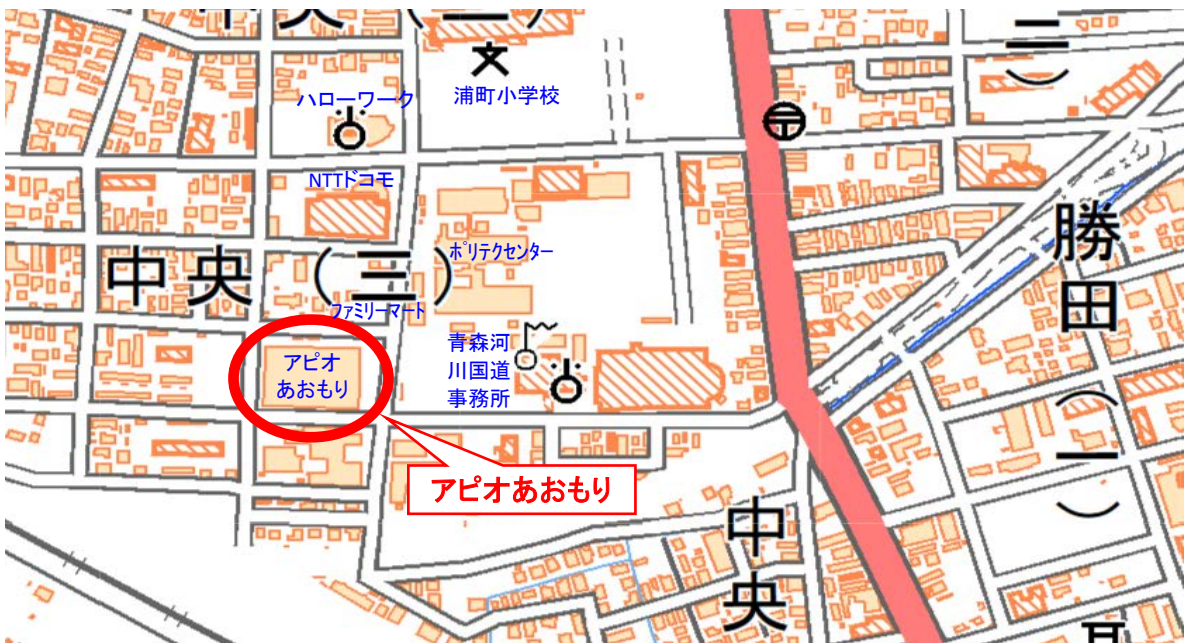 中央（二）
二）
浦町小学校
ハローワーク
NTTドコモ
ポリテクセンター
中央（三）
ファミリーマート
勝田（一）
青森河
川国道
事務所
アピオ
あおもり
アピオあおもり
中央